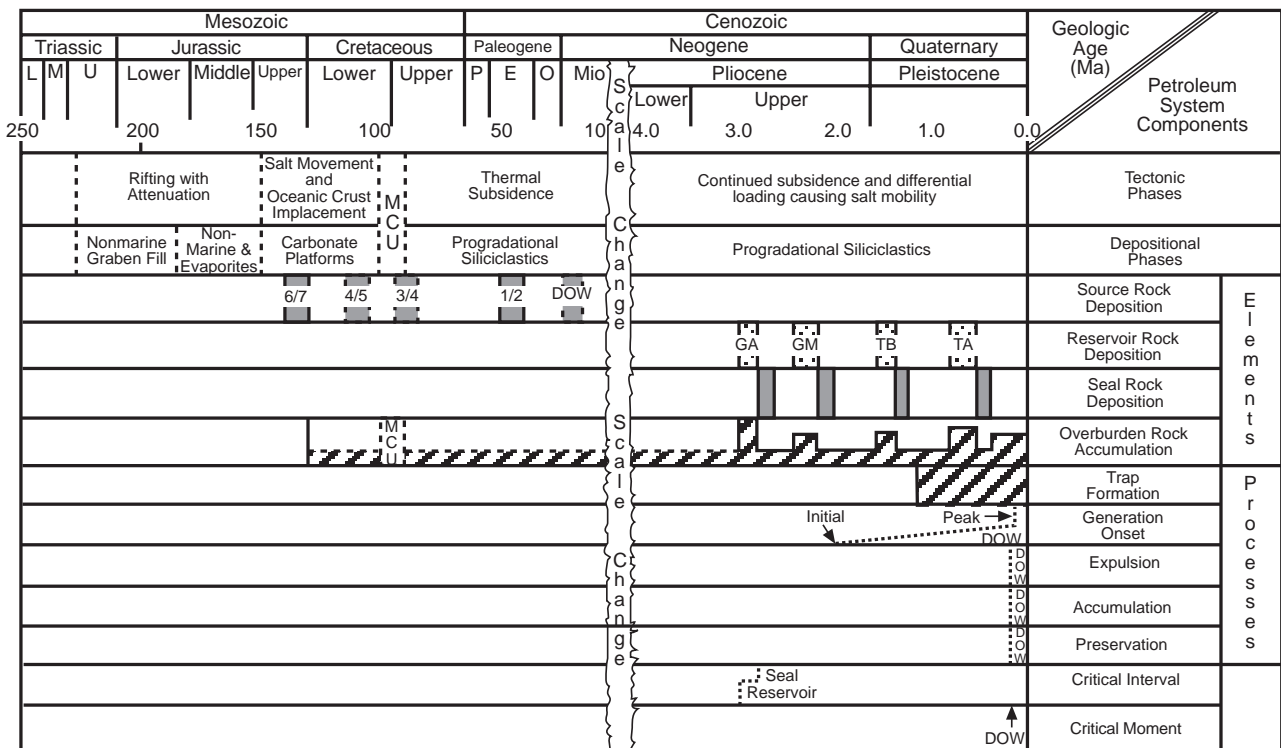 Mesozoic Cenozoic
Triassic Jurassic Cretaceous Paleogene Neogene Quaternary
L M U Lower Middle Upper Lower Upper P E O Mio Pliocene Pleistocene
Lower Upper
250 200 150 100 50 10 4.0 3.0 2.0 1.0 0.0
Geologic
Age
(Ma)
Petroleum
System
Components
Scale Change Scale Change
Rifting with
Attenuation
Salt Movement
and
Oceanic Crust
Implacement
MCU
Thermal
Subsidence
Continued subsidence and differential
loading causing salt mobility
Tectonic
Phases
Nonmarine
Graben Fill
Non-
Marine &
Evaporites
Carbonate
Platforms
Progradational
Siliciclastics
Progradational Siliciclastics
Depositional
Phases
6/7 4/5 3/4 1/2 DOW
Source Rock
Deposition
Elements
GA GM TB TA
Reservoir Rock
Deposition
Seal Rock
Deposition
MCU
Overburden Rock
Accumulation
Trap
Formation
Processes
Initial Peak
DOW
Generation
Onset
DOW
Expulsion
DOW
Accumulation
DOW
Preservation
Seal
Reservoir
Critical Interval
DOW
Critical Moment